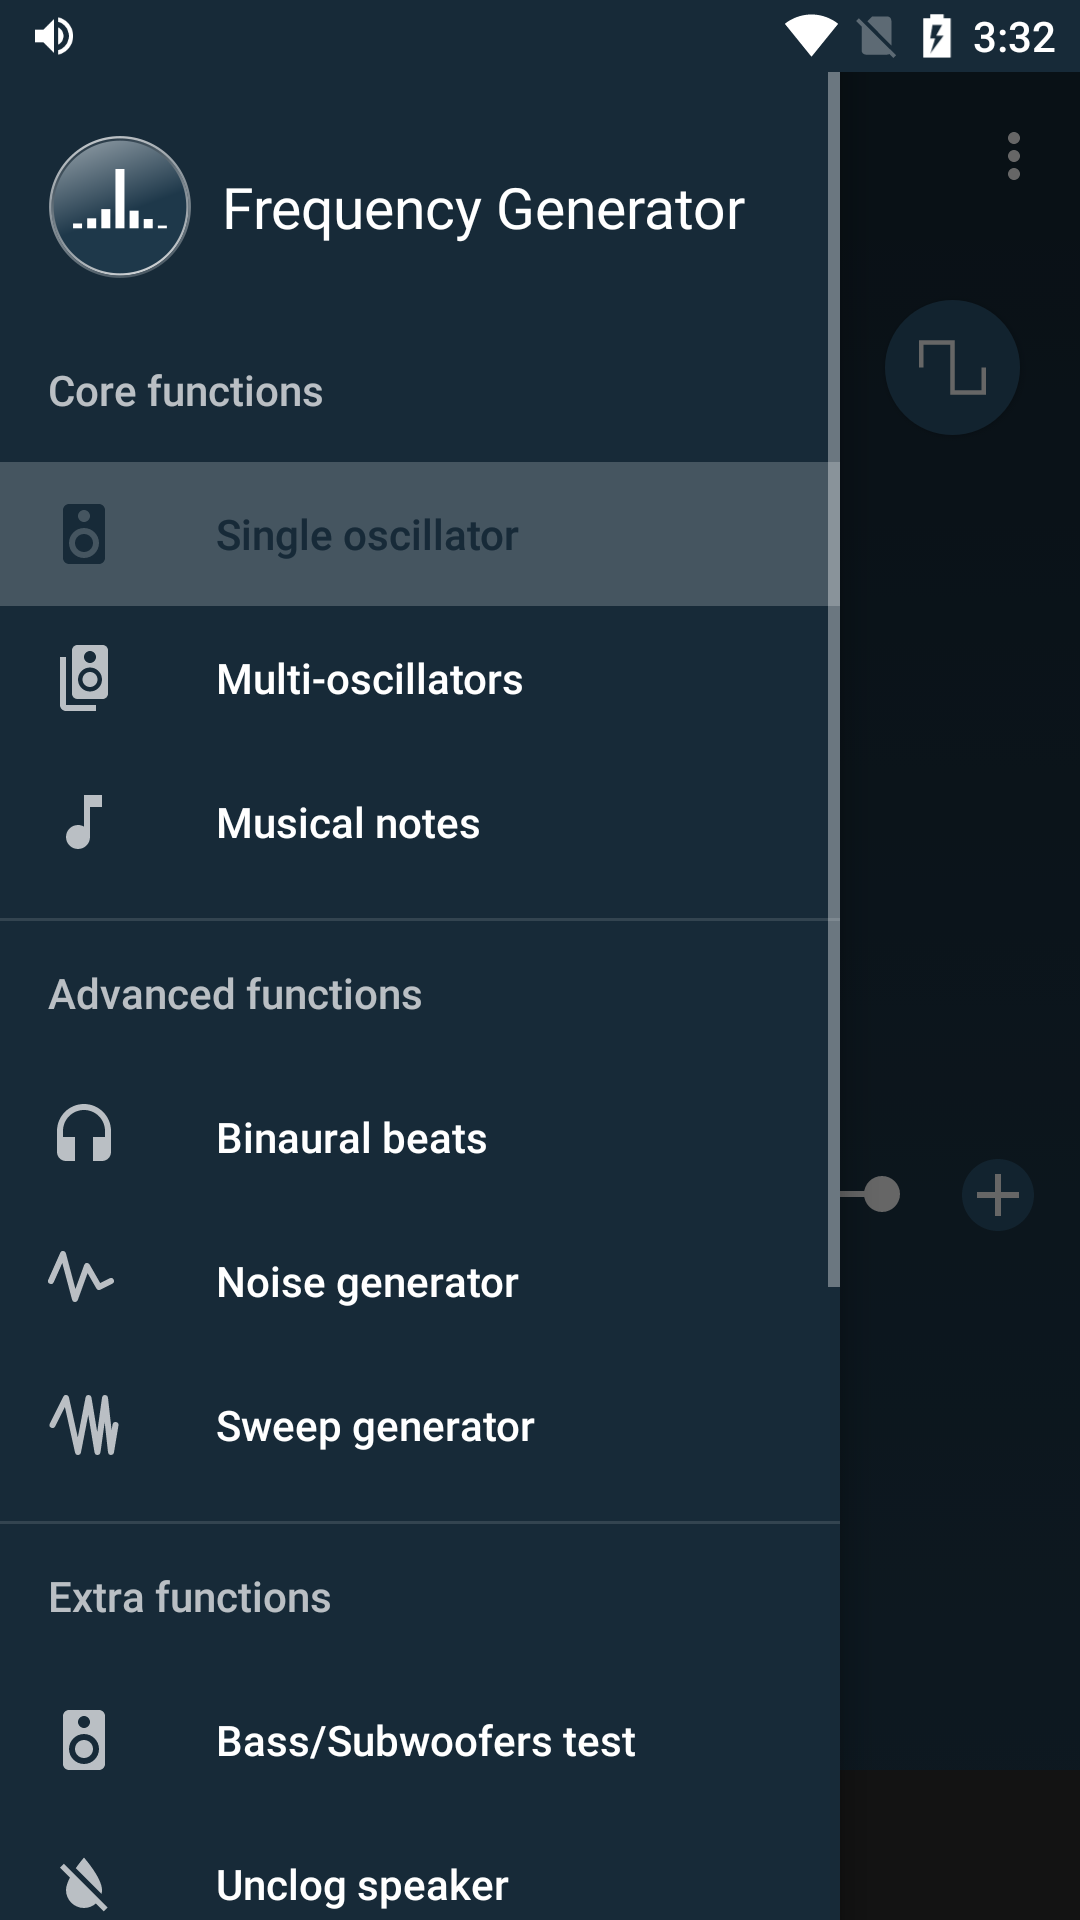 3:32
Frequency Generator
Core functions
Single oscillator
Multi-oscillators
Musical notes
Advanced functions
Binaural beats
Noise generator
Sweep generator
Extra functions
Bass/Subwoofers test
Unclog speaker